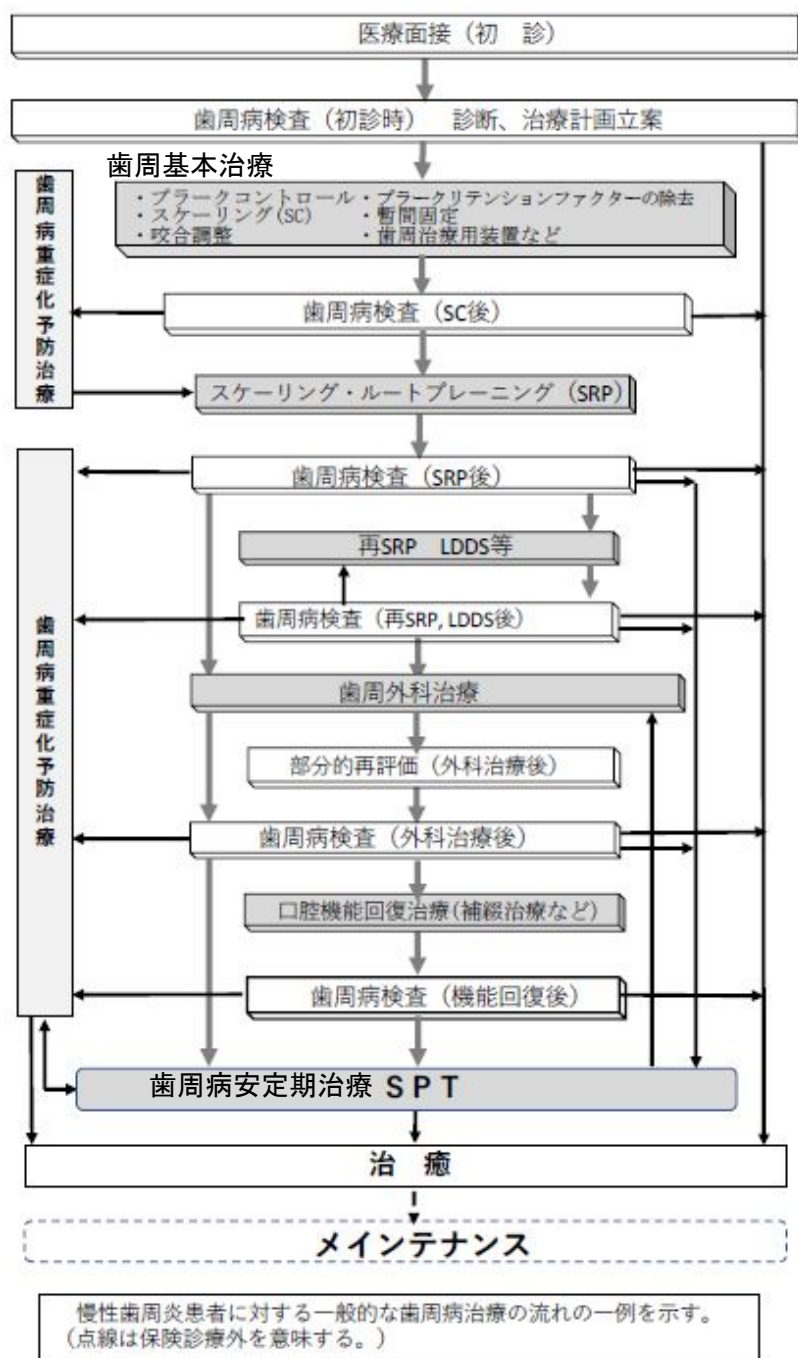 医療面接（初　診）
歯周病検査（初診時）　診断、治療計画立案
歯周基本治療
・プラークコントロール・プラークリテンションファクターの除去
・スケーリング(SC)　・暫間固定
・咬合調整　・歯周治療用装置など
歯周病重症化予防治療
歯周病検査（SC後）
スケーリング・ルートプレーニング（SRP）
歯周病検査（SRP後）
再SRP　LDDS等
歯周病検査（再SRP, LDDS後）
歯周外科治療
歯周病重症化予防治療
部分的再評価（外科治療後）
歯周病検査（外科治療後）
口腔機能回復治療(補綴治療など）
歯周病検査（機能回復後）
歯周病安定期治療 ＳＰＴ
治　癒
メインテナンス
慢性歯周炎患者に対する一般的な歯周病治療の流れの一例を示す。
（点線は保険診療外を意味する。）